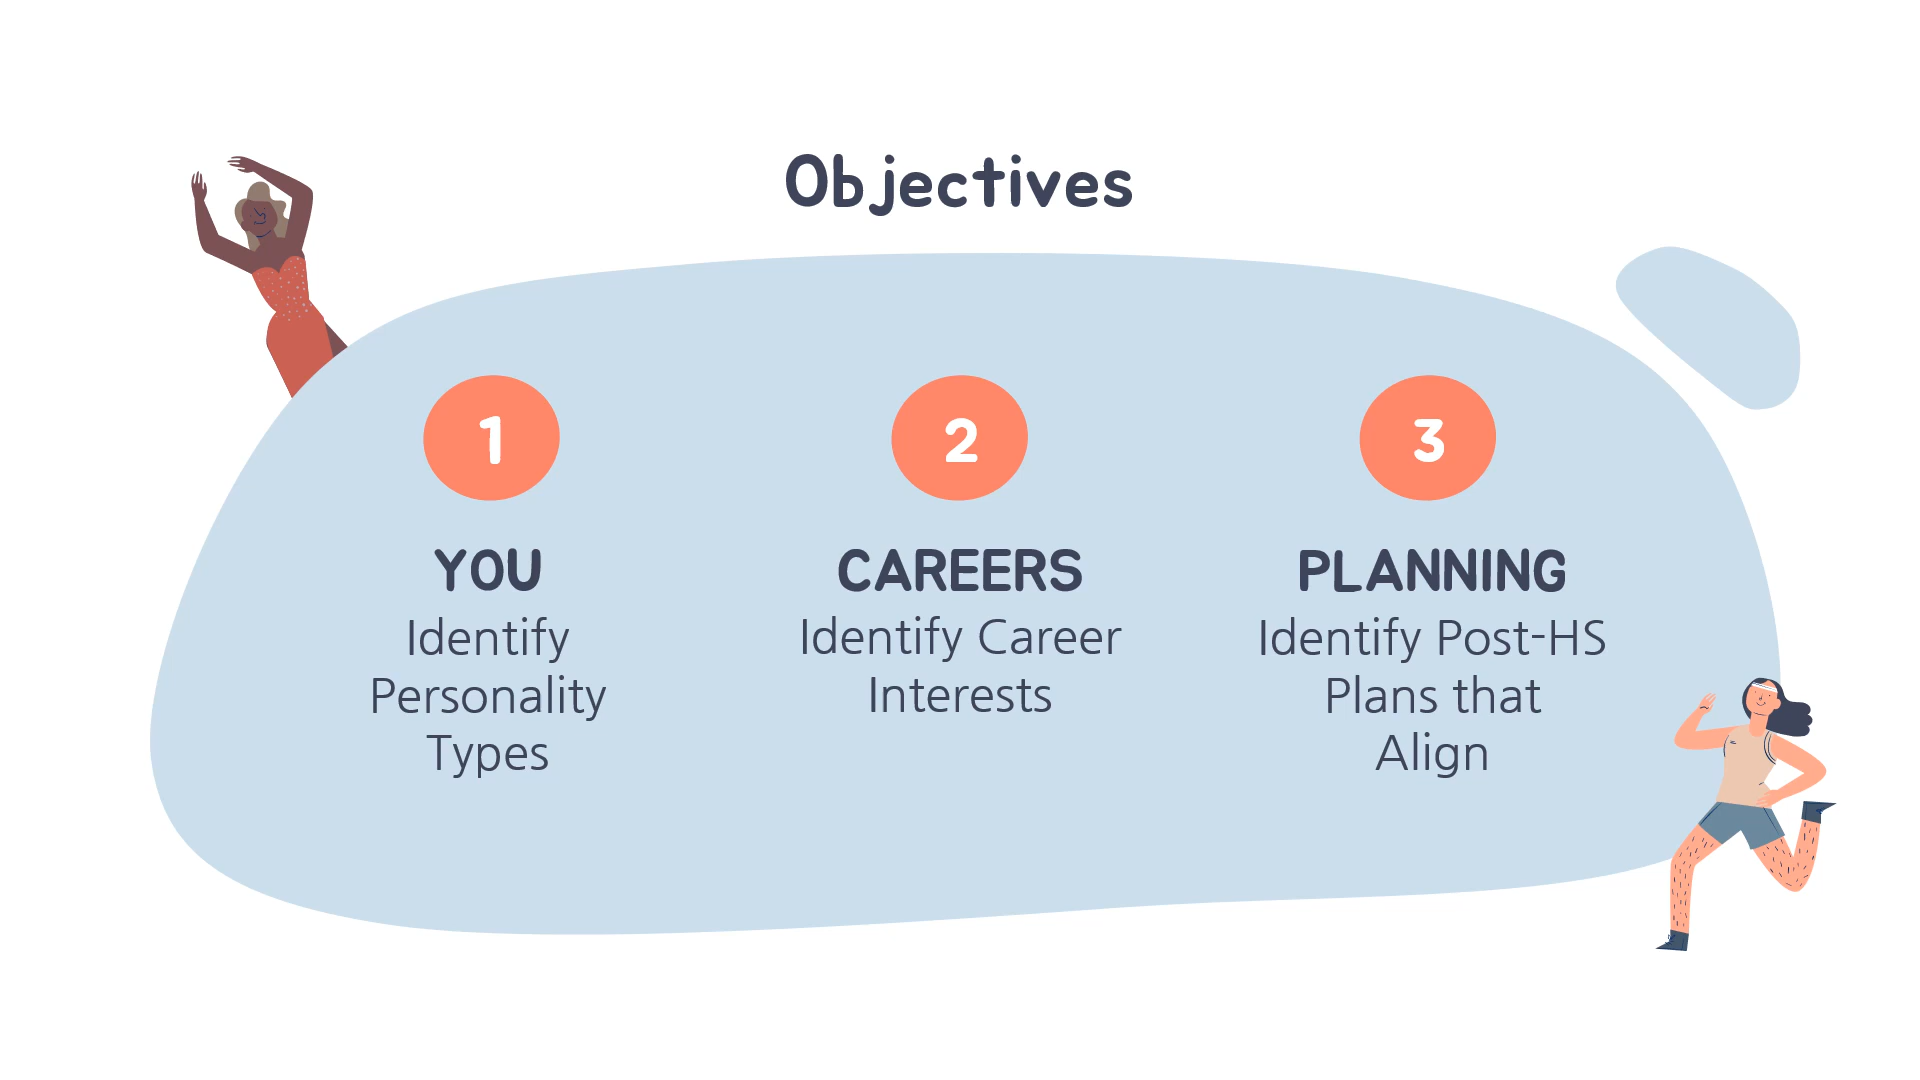 Objectives
1
YOU
Identify
Personality
Types
2
CAREERS
Identify Career
Interests
3
PLANNING
Identify Post-HS
Plans that
Align